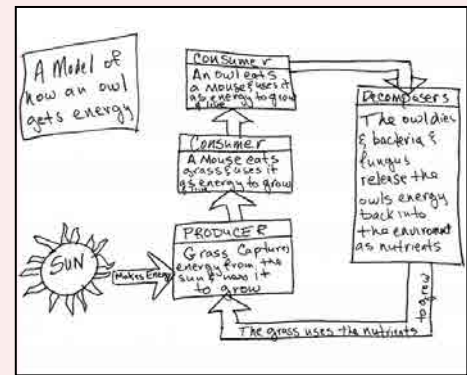 A Model of
how an owl
gets energy
Consumer
An owl eats
a mouse & uses it
as energy to grow
& live
Consumer
A Mouse eats
grass & uses it
as energy to grow
PRODUCER
Grass Captures
energy from the
sun & uses it
to grow
SUN
Makes Energy
Decomposers
The owl dies
& bacteria &
fungus
release the
owls energy
back into
the environment
as nutrients
The grass uses the nutrients
to grow